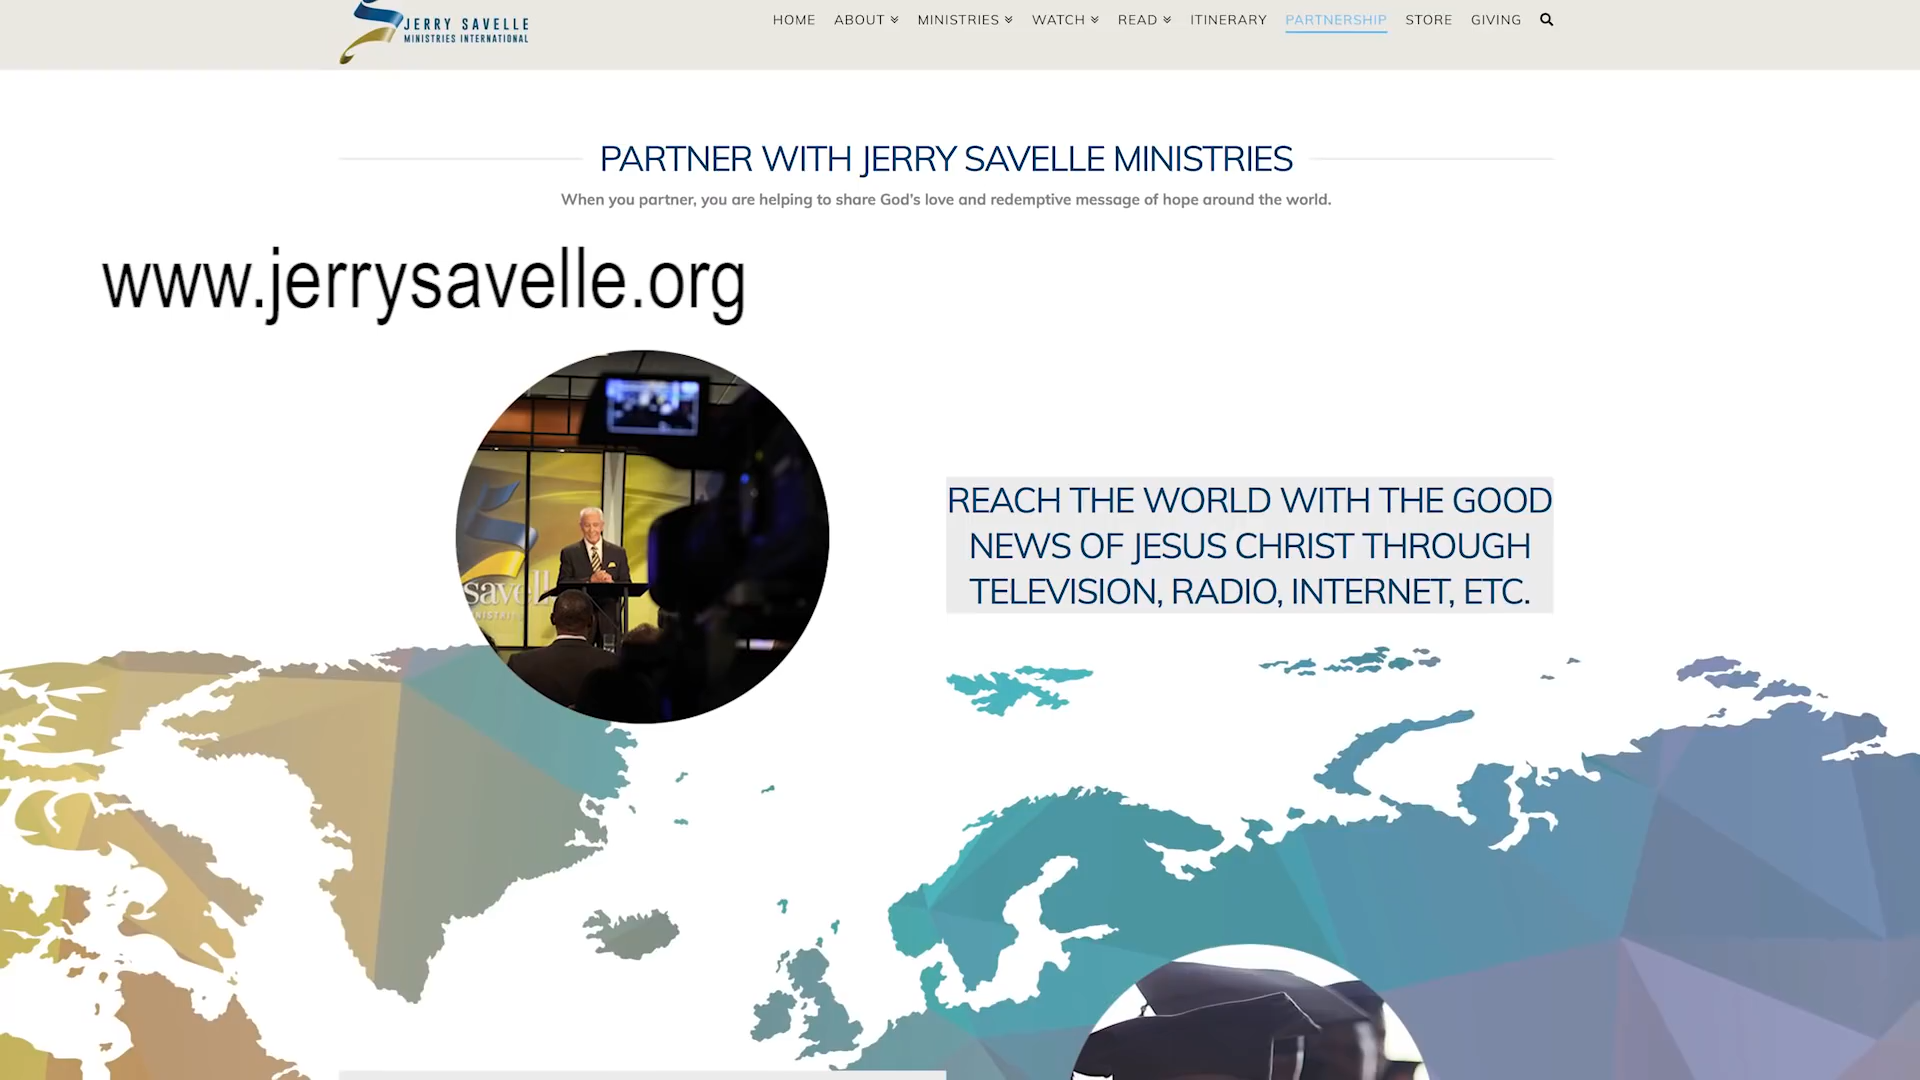 JERRY SAVELLE
MINISTRIES INTERNATIONAL
HOME ABOUT MINISTRIES WATCH READ ITINERARY PARTNERSHIP STORE GIVING
PARTNER WITH JERRY SAVELLE MINISTRIES
When you partner, you are helping to share God's love and redemptive message of hope around the world.
www.jerrysavelle.org
REACH THE WORLD WITH THE GOOD
NEWS OF JESUS CHRIST THROUGH
TELEVISION, RADIO, INTERNET, ETC.